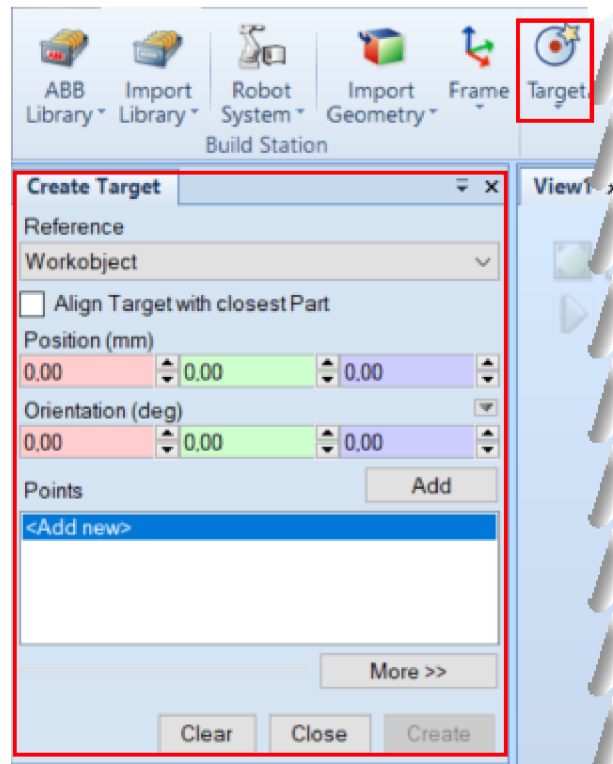 ABB Import Robot Import Frame Target
Library Library System Geometry
Build Station
Create Target
View1
Reference
Workobject
Align Target with closest Part
Position (mm)
0,00 0,00 0,00
Orientation (deg)
0,00 0,00 0,00
Points
Add
<Add new>
More >>
Clear Close Create